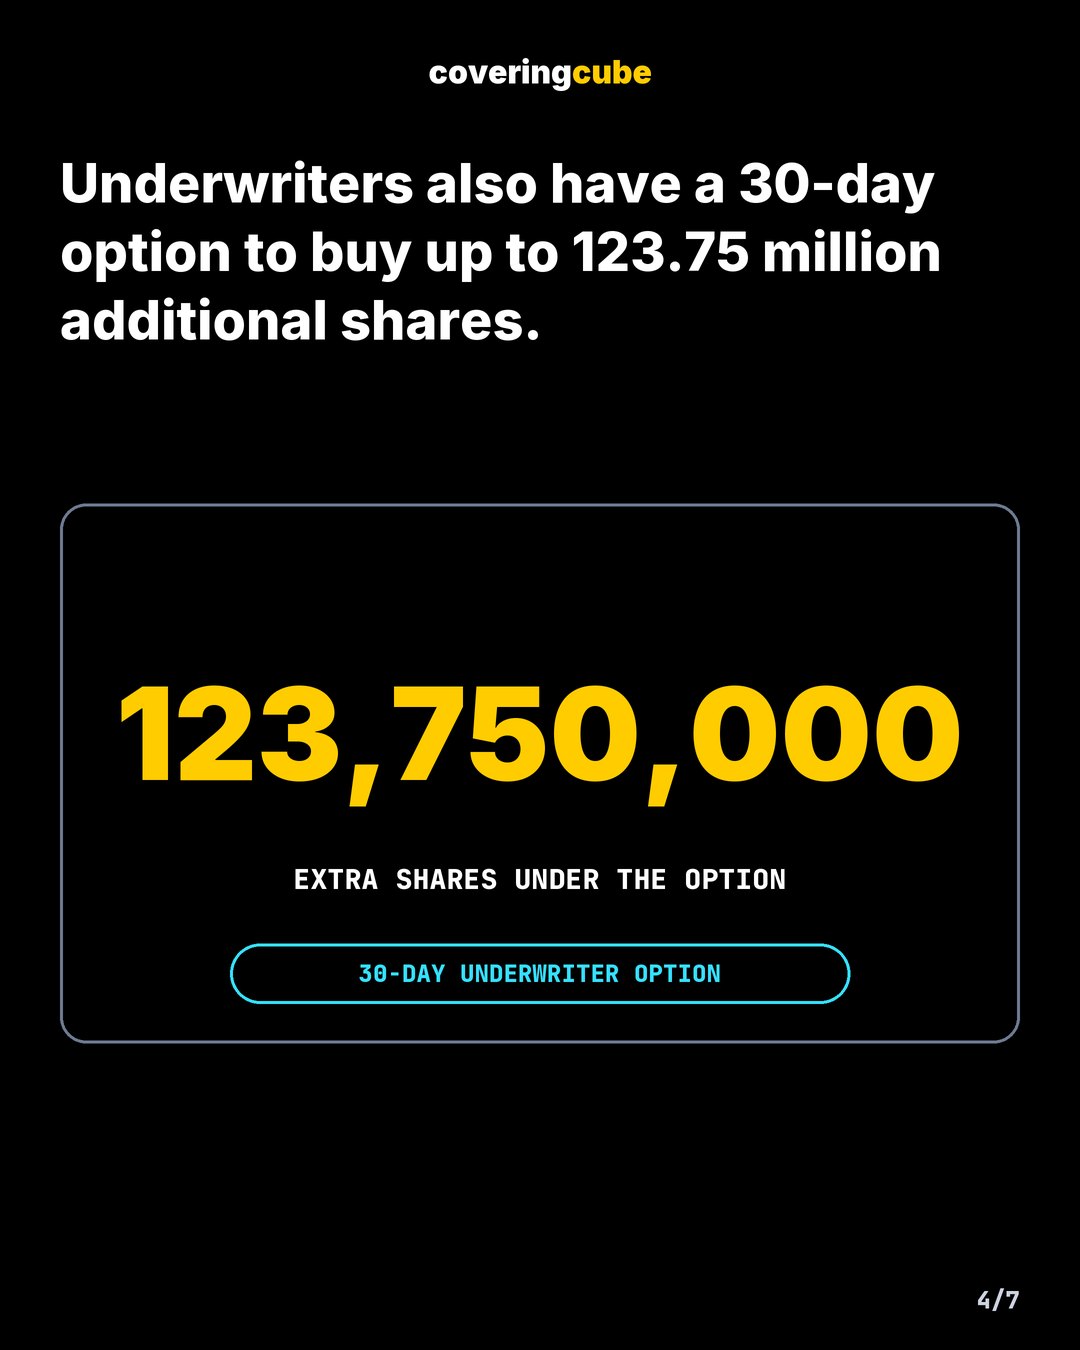 coveringcube
Underwriters also have a 30-day
option to buy up to 123.75 million
additional shares.
123,750,000
EXTRA SHARES UNDER THE OPTION
30-DAY UNDERWRITER OPTION
4/7